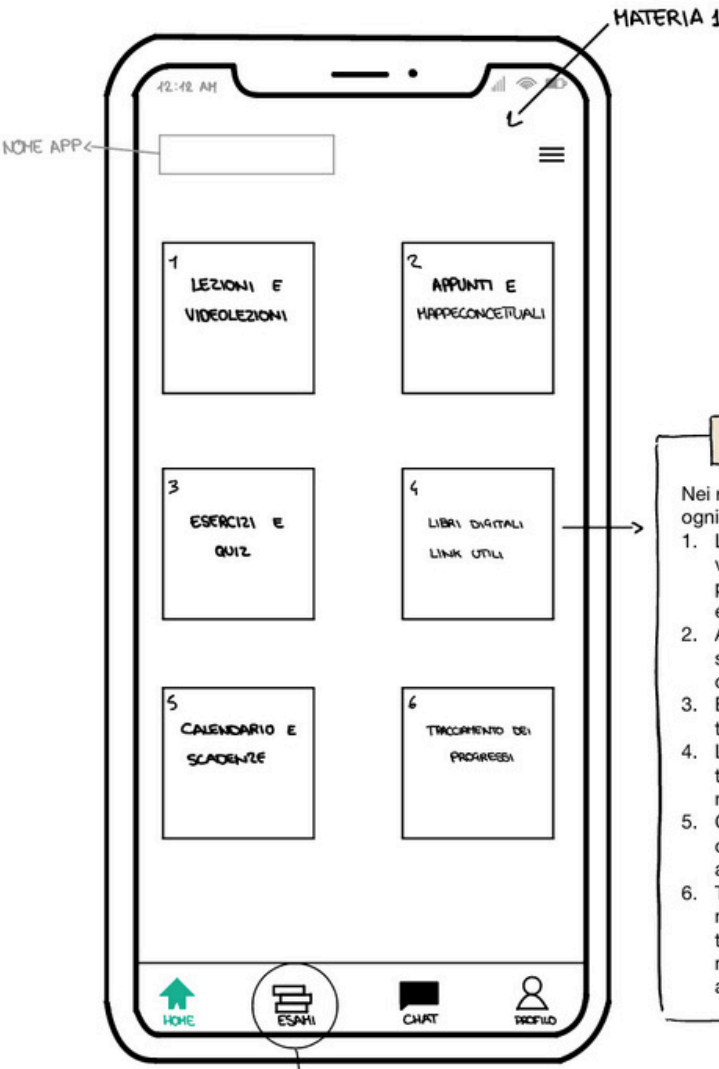 MATERIA 1
12:12 AM
NOME APP
1
LEZIONI E
VIDEOLEZIONI
2
APPUNTI E
MAPPECONCETTUALI
3
ESERCIZI E
QUIZ
4
LIBRI DIGITALI
LINK UTILI
5
CALENDARIO E
SCADENZE
6
TRACCIAMENTO DEI
PROGRESSI
HOME
ESAMI
CHAT
PROFILO
Nei
ogni
1.
2.
3.
4.
5.
6.